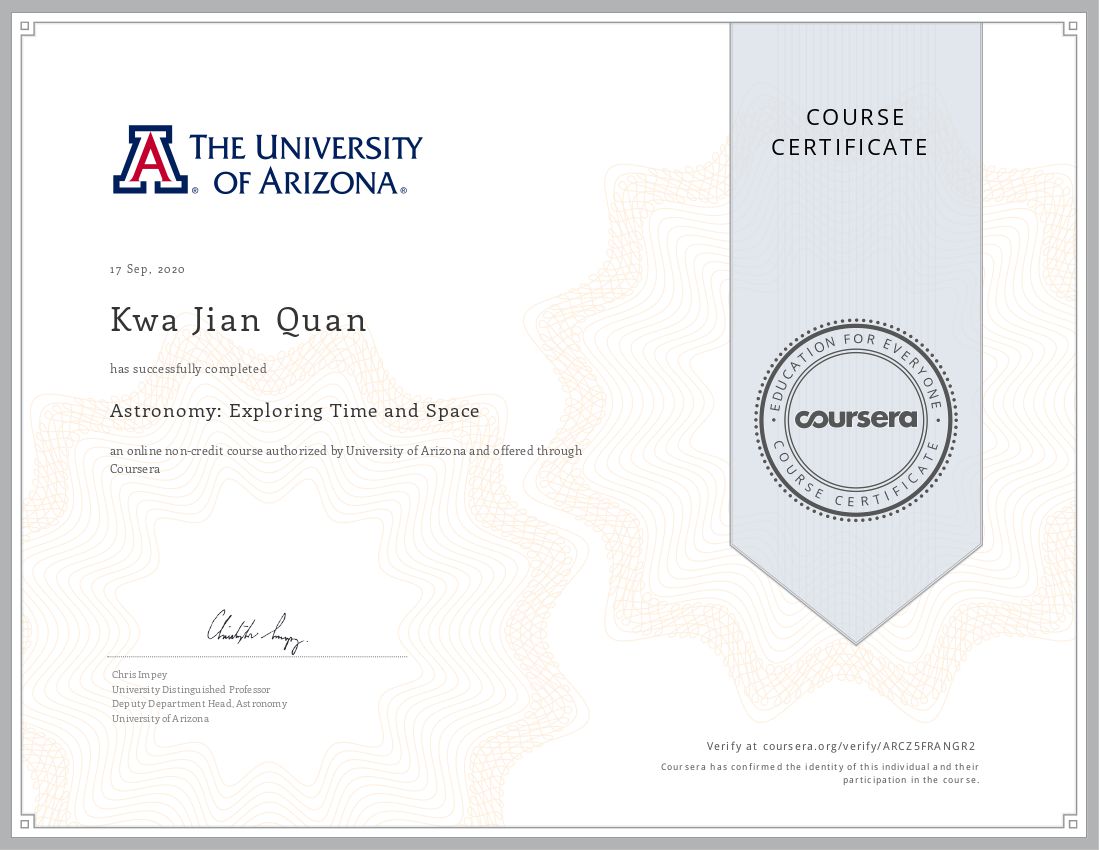 THE UNIVERSITY
OF ARIZONA
COURSE
CERTIFICATE
17 Sep, 2020
Kwa Jian Quan
has successfully completed
Astronomy: Exploring Time and Space
an online non-credit course authorized by University of Arizona and offered through
Coursera
EDUCATION FOR EVERYONE
coursera
COURSE CERTIFICATE
Chris Impey
University Distinguished Professor
Deputy Department Head, Astronomy
University of Arizona
Verify at coursera.org/verify/ARCZ5FRANGR2
Coursera has confirmed the identity of this individual and their
participation in the course.